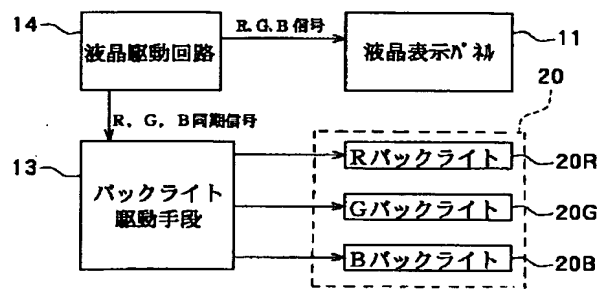 14
液晶駆動回路
R,G,B信号
液晶表示パネル
11
20
R，G，B同期信号
13
バックライト
駆動手段
Rバックライト
20R
Gバックライト
20G
Bバックライト
20B